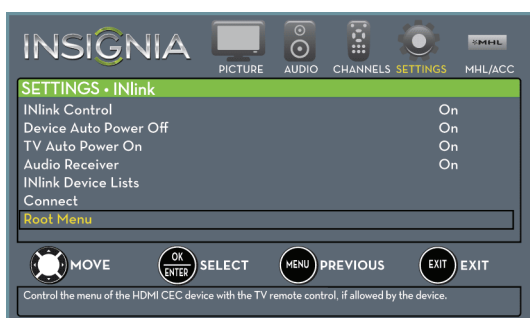 INSIGNIA
PICTURE AUDIO CHANNELS SETTINGS MHL/ACC
MHL
SETTINGS • INlink
INlink Control On
Device Auto Power Off On
TV Auto Power On On
Audio Receiver On
INlink Device Lists
Connect
Root Menu
MOVE OK ENTER SELECT MENU PREVIOUS EXIT EXIT
Control the menu of the HDMI CEC device with the TV remote control, if allowed by the device.